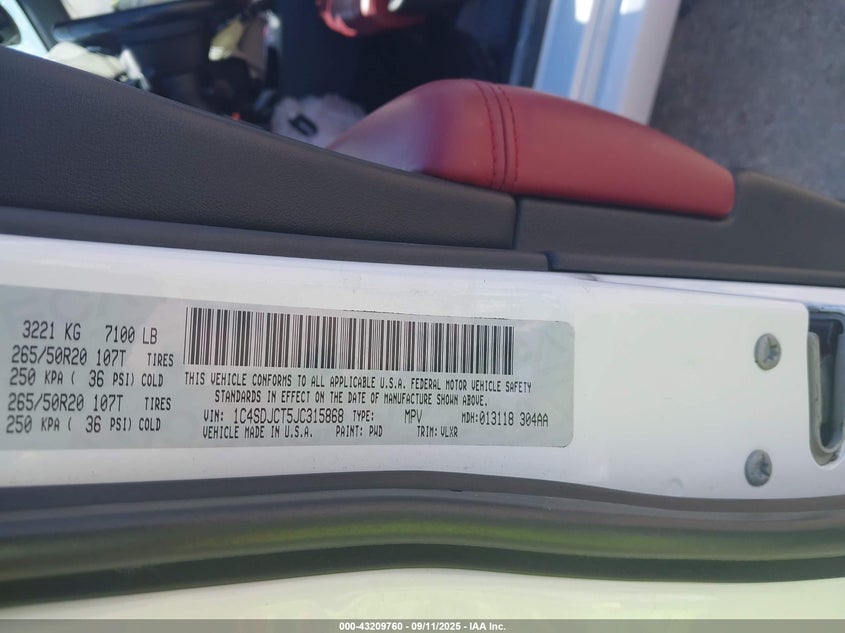 3221 KG 7100 LB
265/50R20 107T TIRES
250 KPA ( 36 PSI) COLD
265/50R20 107T TIRES
250 KPA ( 36 PSI) COLD
THIS VEHICLE CONFORMS TO ALL APPLICABLE U.S.A. FEDERAL MOTOR VEHICLE SAFETY
STANDARDS IN EFFECT ON THE DATE OF MANUFACTURE SHOWN ABOVE.
VIN: 1C4SDJCT5JC315868 TYPE: MPV MDH:013118 304AA
VEHICLE MADE IN U.S.A. PAINT: PWD TRIM:VLXR
000-43209760 - 09/11/2025 - IAA Inc.